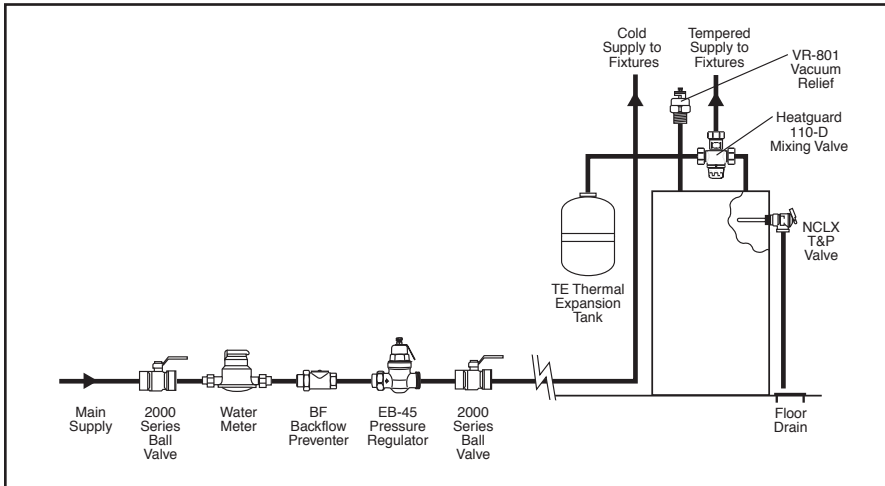 Cold
Supply to
Fixtures
Tempered
Supply to
Fixtures
VR-801
Vacuum
Relief
Heatguard
110-D
Mixing Valve
NCLX
T&P
Valve
TE Thermal
Expansion
Tank
Main
Supply
2000
Series
Ball
Valve
Water
Meter
BF
Backflow
Preventer
EB-45
Pressure
Regulator
2000
Series
Ball
Valve
Floor
Drain